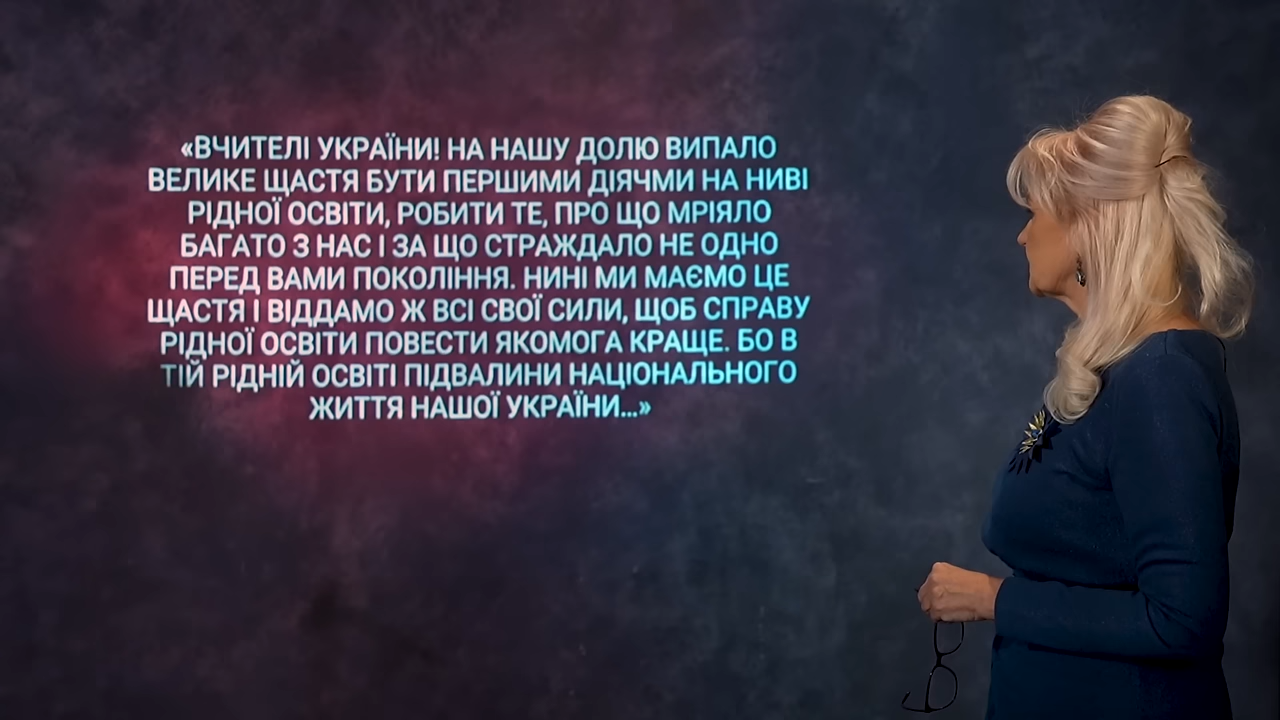 «ВЧИТЕЛІ УКРАЇНИ! НА НАШУ ДОЛЮ ВИПАЛО
ВЕЛИКЕ ЩАСТЯ БУТИ ПЕРШИМИ ДІЯЧМИ НА НИВІ
РІДНОЇ ОСВІТИ, РОБИТИ ТЕ, ПРО ЩО МРІЯЛО
БАГАТО З НАС І ЗА ЩО СТРАЖДАЛО НЕ ОДНО
ПЕРЕД ВАМИ ПОКОЛІННЯ. НИНІ МИ МАЄМО ЦЕ
ЩАСТЯ І ВІДДАМО Ж ВСІ СВОЇ СИЛИ, ЩОБ СПРАВУ
РІДНОЇ ОСВІТИ ПОВЕСТИ ЯКОМОГА КРАЩЕ. БО В
ТІЙ РІДНІЙ ОСВІТІ ПІДВАЛИНИ НАЦІОНАЛЬНОГО
ЖИТТЯ НАШОЇ УКРАЇНИ...»